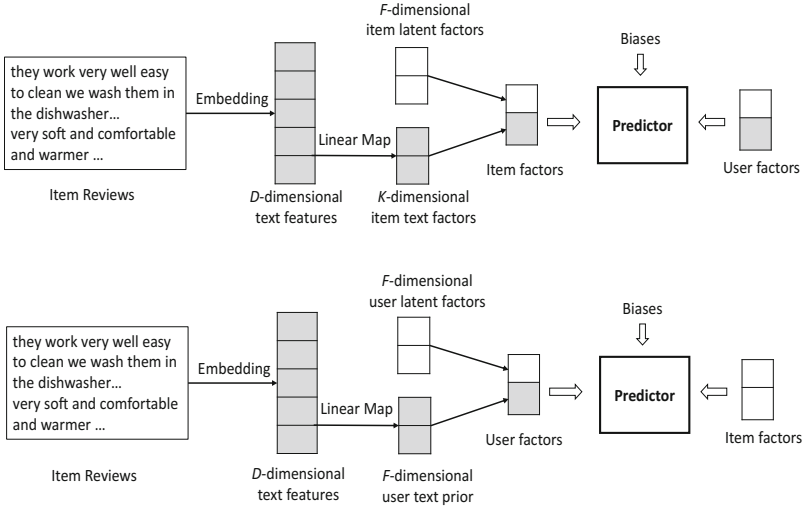 F-dimensional
item latent factors
Biases
they work very well easy
to clean we wash them in
the dishwasher...
very soft and comfortable
and warmer ...
Embedding
Linear Map
Predictor
Item Reviews
D-dimensional
text features
K-dimensional
item text factors
Item factors
User factors
F-dimensional
user latent factors
Biases
they work very well easy
to clean we wash them in
the dishwasher...
very soft and comfortable
and warmer ...
Embedding
Linear Map
Predictor
Item Reviews
D-dimensional
text features
F-dimensional
user text prior
User factors
Item factors